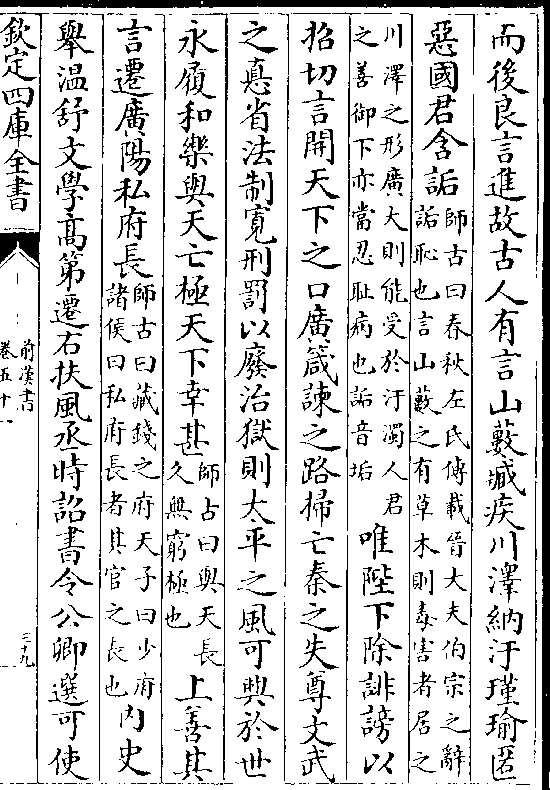 而後良言進故古人有言山藪臧疾川澤納汙瑾瑜匿
惡國君含詬師古曰春秋左氏傳載晉大夫伯宗之辭
詬恥也言山藪之有草木則毒害者居之
川澤之形廣大則能受於汙濁人君
之善御下亦當忍耻病也詬音垢
唯陛下除誹謗以
招切言開天下之口廣箴諫之路掃亡秦之失尊文武
之悳省法制寬刑罰以廢治獄則太平之風可興於世
永履和樂與天亡極天下幸甚師古曰與天長
久無窮極也
上善其
言遷廣陽私府長師古曰藏錢之府天子曰少府
諸侯曰私府長者其官之長也
內史
舉溫舒文學高第遷右扶風丞時詔書令公卿選可使
欽定四庫全書
前漢書
卷五十一
三十九